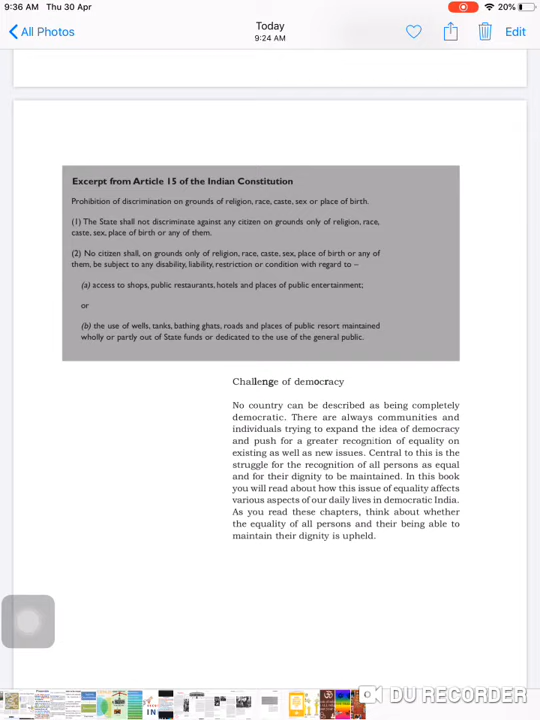 9:36 AM Thu 30 Apr
20%
All Photos
Today
9:24 AM
Edit
Excerpt from Article 15 of the Indian Constitution
Prohibition of discrimination on grounds of religion, race, caste, sex or place of birth.
(1) The State shall not discriminate against any citizen on grounds only of religion, race,
caste, sex, place of birth or any of them.
(2) No citizen shall, on grounds only of religion, race, caste, sex, place of birth or any of
them, be subject to any disability, liability, restriction or condition with regard to –
(a) access to shops, public restaurants, hotels and places of public entertainment;
or
(b) the use of wells, tanks, bathing ghats, roads and places of public resort maintained
wholly or partly out of State funds or dedicated to the use of the general public.
Challenge of democracy
No country can be described as being completely
democratic. There are always communities and
individuals trying to expand the idea of democracy
and push for a greater recognition of equality on
existing as well as new issues. Central to this is the
struggle for the recognition of all persons as equal
and for their dignity to be maintained. In this book
you will read about how this issue of equality affects
various aspects of our daily lives in democratic India.
As you read these chapters, think about whether
the equality of all persons and their being able to
maintain their dignity is upheld.
IN
DU RECORDER